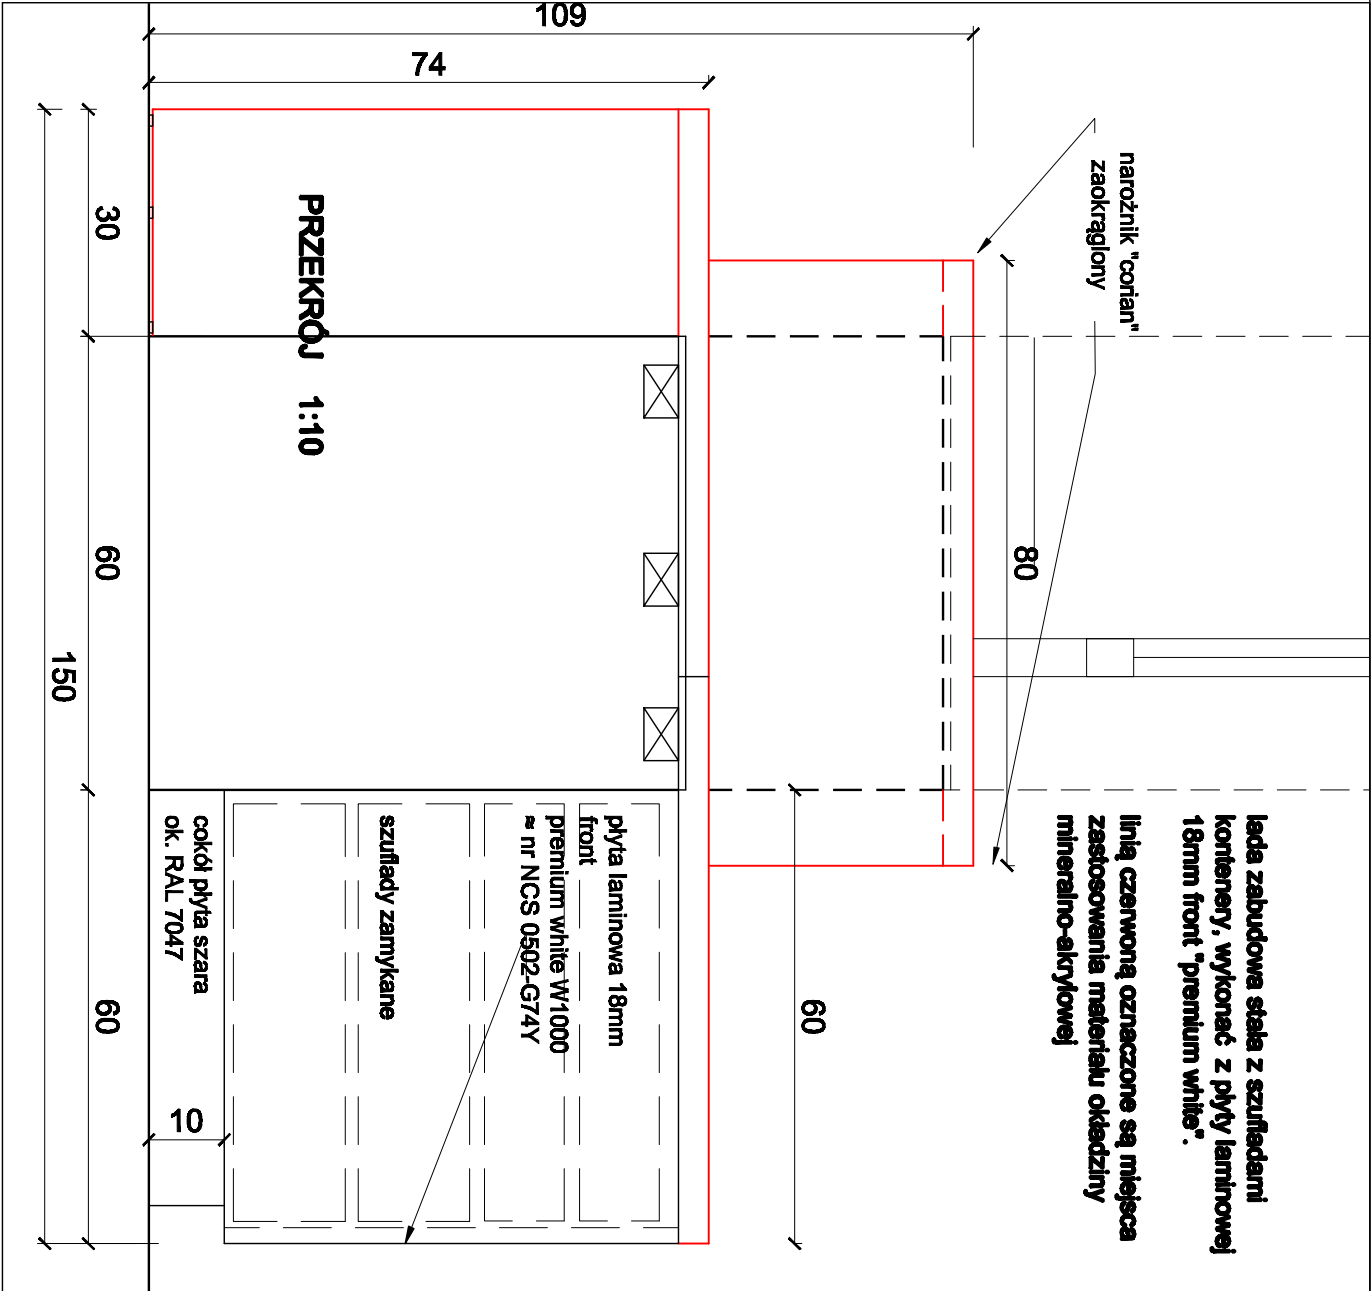 109
74
narożnik "corian"
zaokrąglony
80
lada zabudowa stała z szufladami
kontenery, wykonać z płyty laminowej
18mm front "premium white".
linią czerwoną oznaczone są miejsca
zastosowania materiału okładziny
mineralno-akrylowej
60
płyta laminowa 18mm
front
premium white W1000
≈ nr NCS 0502-G74Y
szuflady zamykane
cokół płyta szara
ok. RAL 7047
10
PRZEKRÓJ 1:10
30
60
60
150